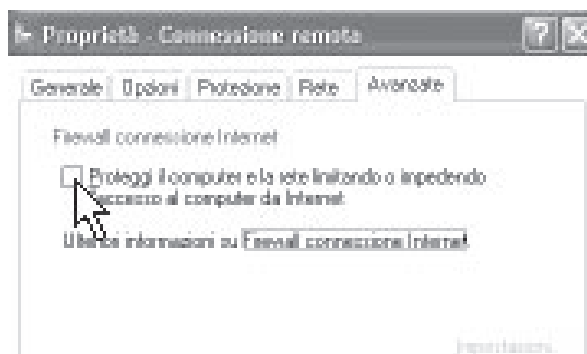 Proprietà - Connessione remota
Generale Opzioni Protezione Rete Avanzate
Firewall connessione Internet
Proteggi il computer e la rete limitando o impedendo
l'accesso al computer da Internet
Ulteriori informazioni su Firewall connessione Internet.
Impostazioni...